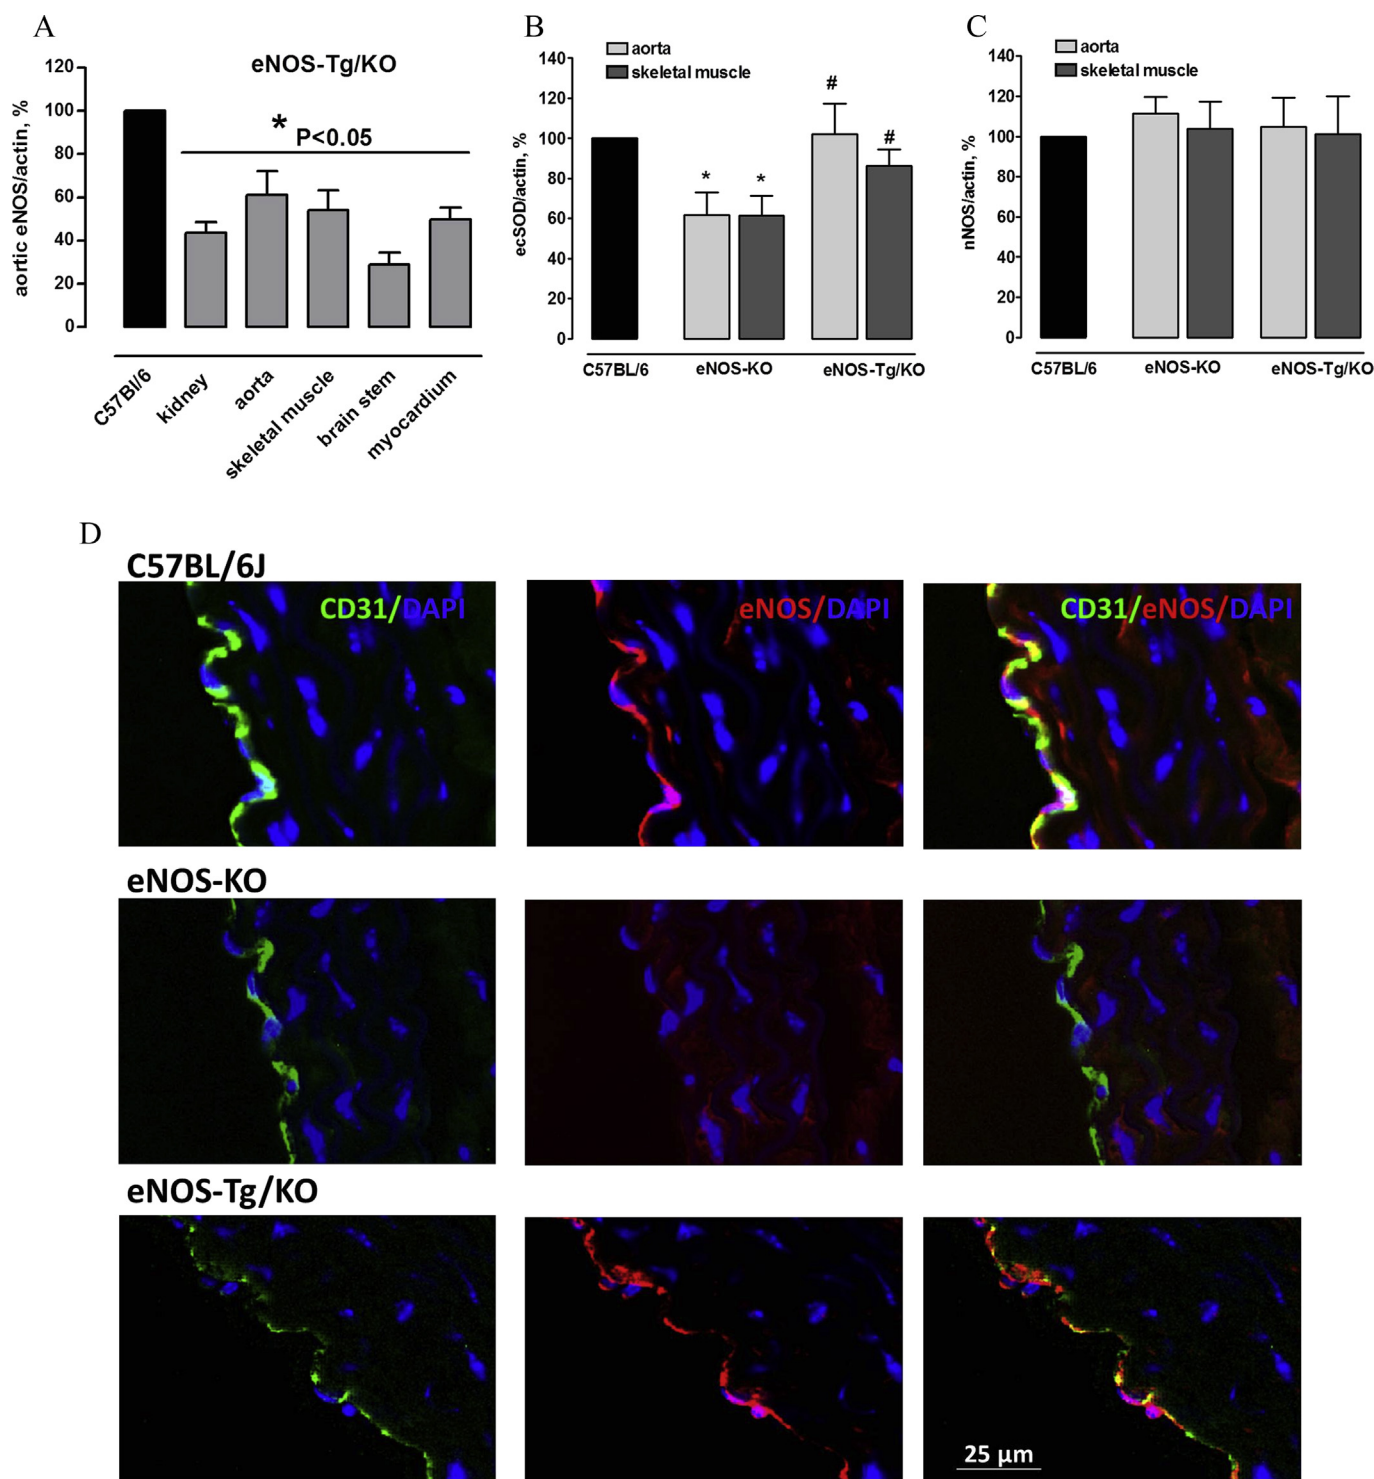 A
eNOS-Tg/KO
* P<0.05
aortic eNOS/actin, %
120
100
80
60
40
20
0
C57Bl/6
kidney
aorta
skeletal muscle
brain stem
myocardium
B
aorta
skeletal muscle
ecSOD/actin, %
140
120
100
80
60
40
20
0
*
*
#
#
C57BL/6
eNOS-KO
eNOS-Tg/KO
C
aorta
skeletal muscle
nNOS/actin, %
140
120
100
80
60
40
20
0
C57BL/6
eNOS-KO
eNOS-Tg/KO
D
C57BL/6J
CD31/DAPI
eNOS/DAPI
CD31/eNOS/DAPI
eNOS-KO
eNOS-Tg/KO
25 µm